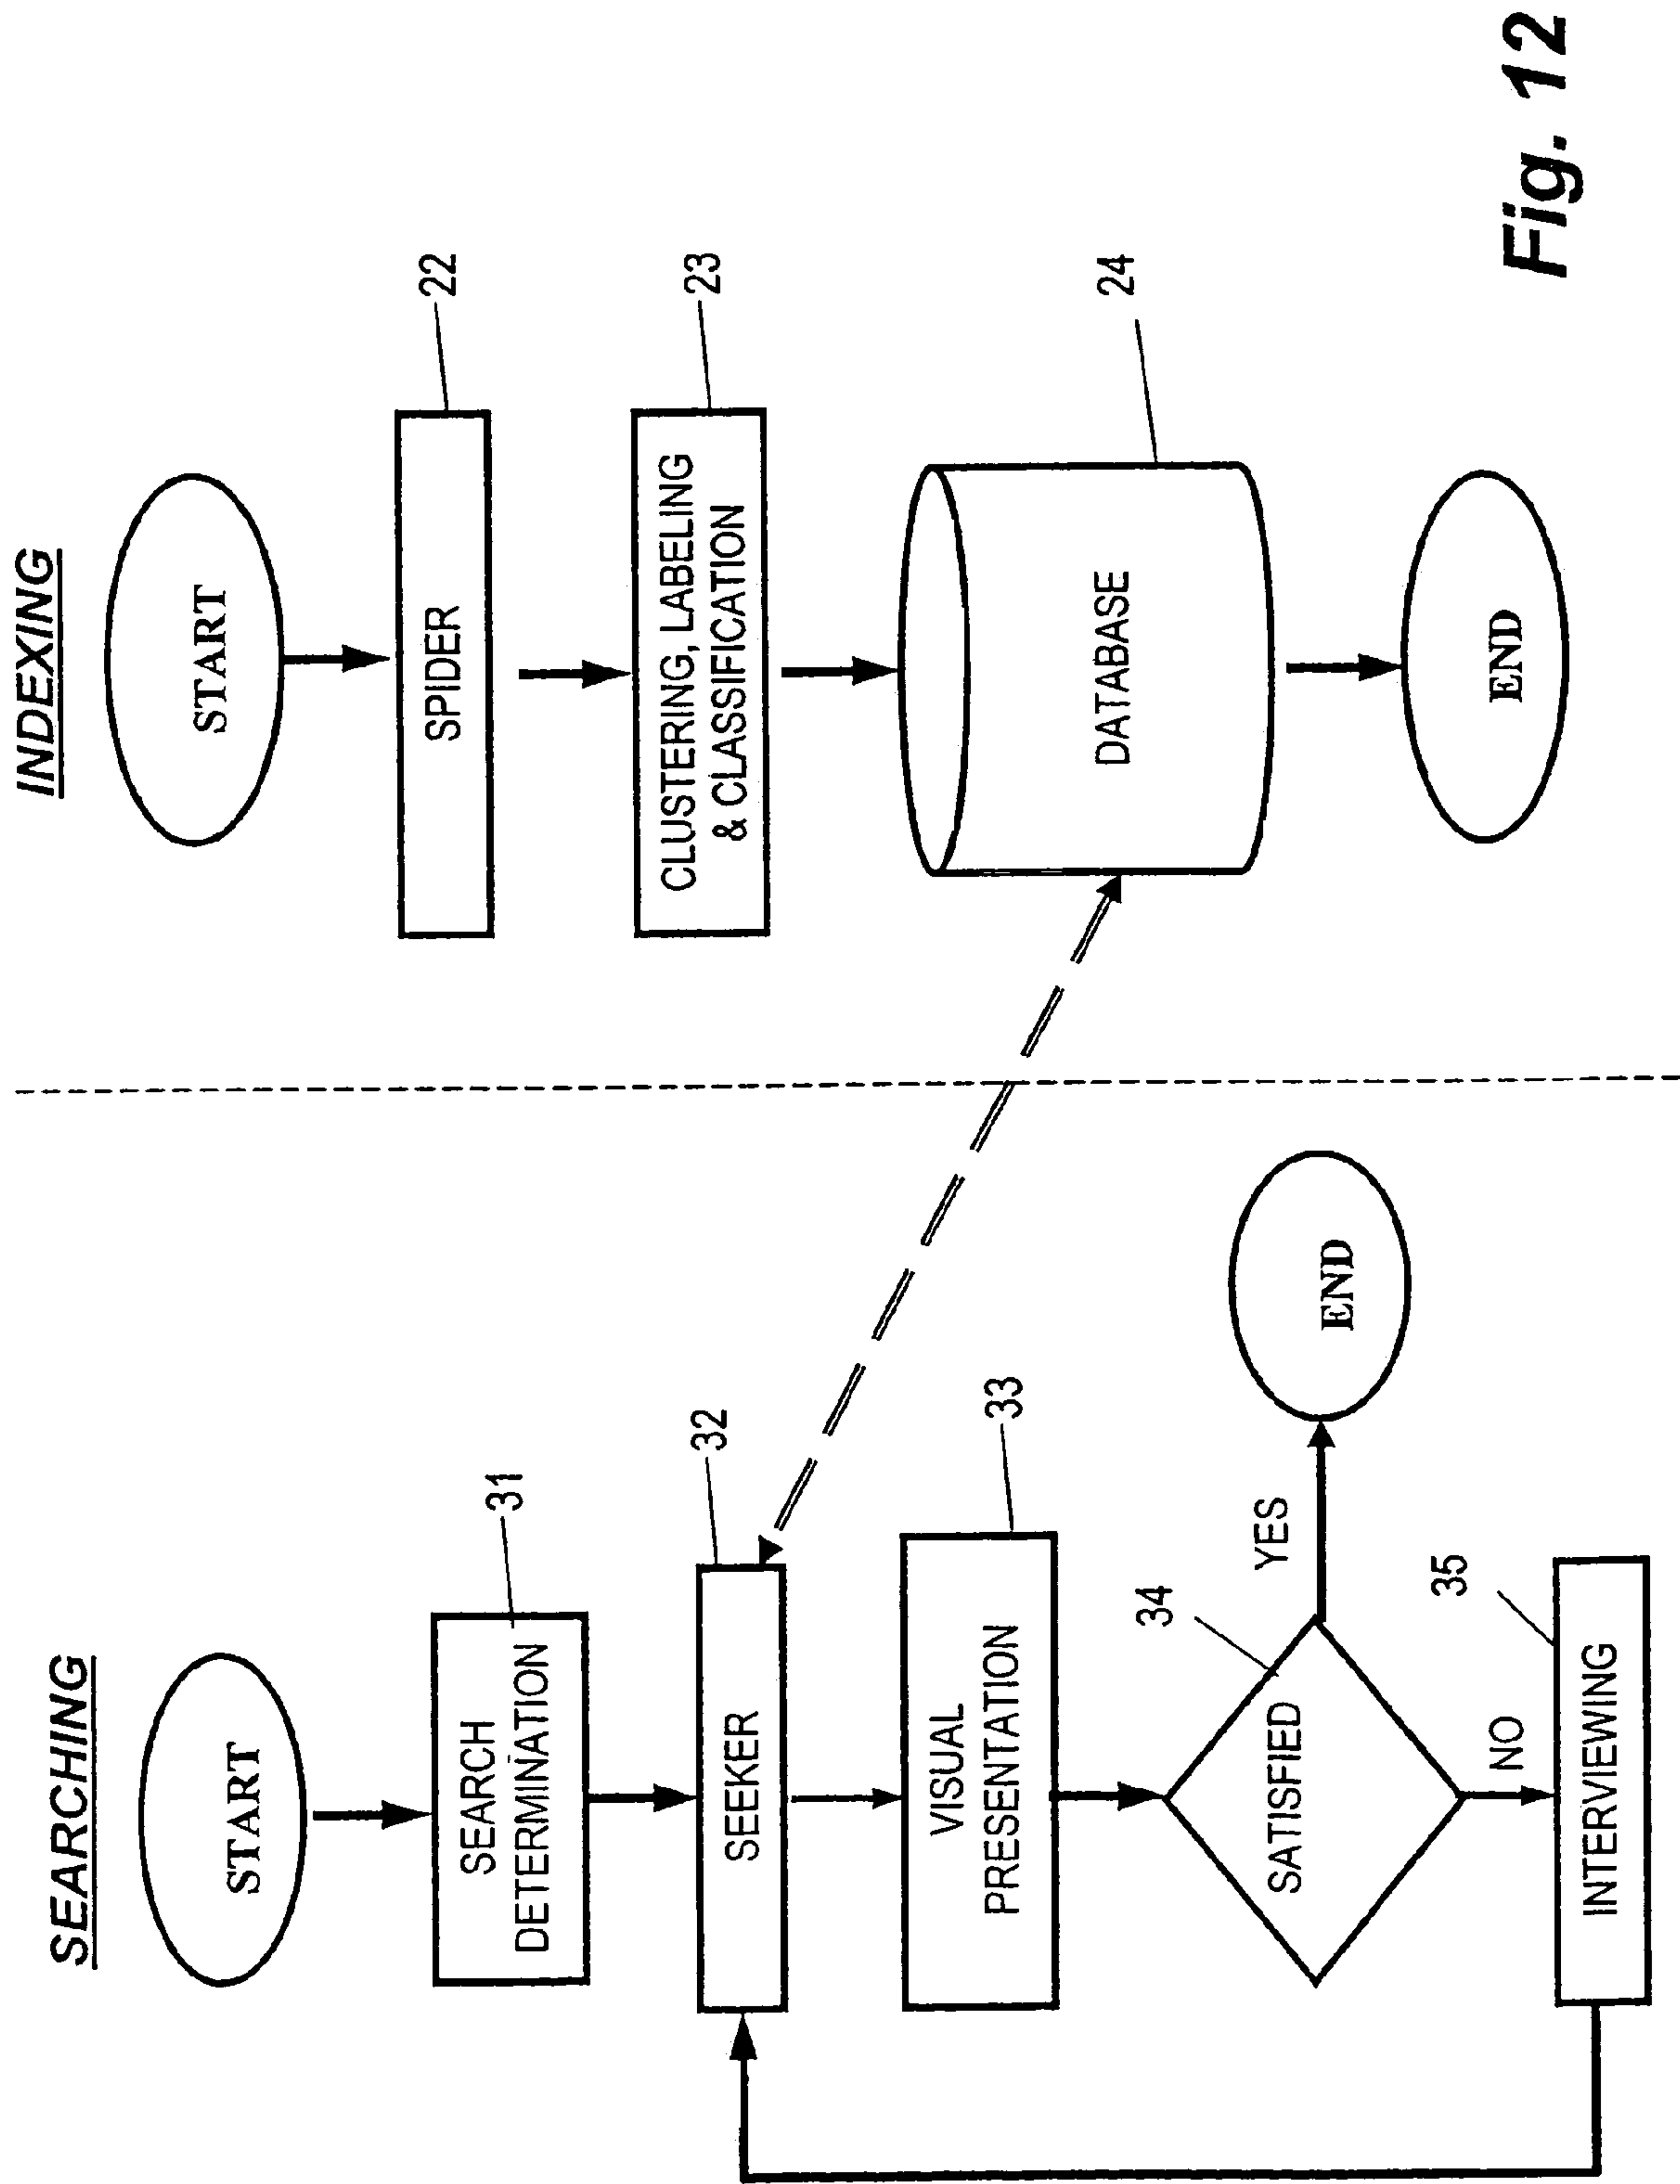 SEARCHING
START
SEARCH
DETERMINATION
31
SEEKER
32
VISUAL
PRESENTATION
33
SATISFIED
34
YES
END
NO
INTERVIEWING
35
INDEXING
START
SPIDER
22
CLUSTERING, LABELING
& CLASSIFICATION
23
DATABASE
24
END
Fig. 12